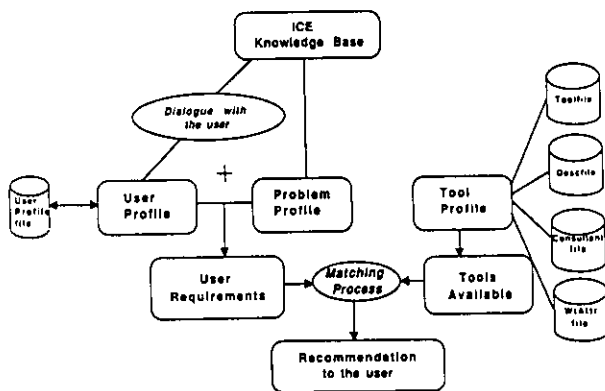 ICE
Knowledge Base
Dialogue with
the user
+
User
Profile
file
User
Profile
Problem
Profile
Tool
Profile
Toolfile
Descfile
Consultant
file
WtAttr
file
User
Requirements
Matching
Process
Tools
Available
Recommendation
to the user